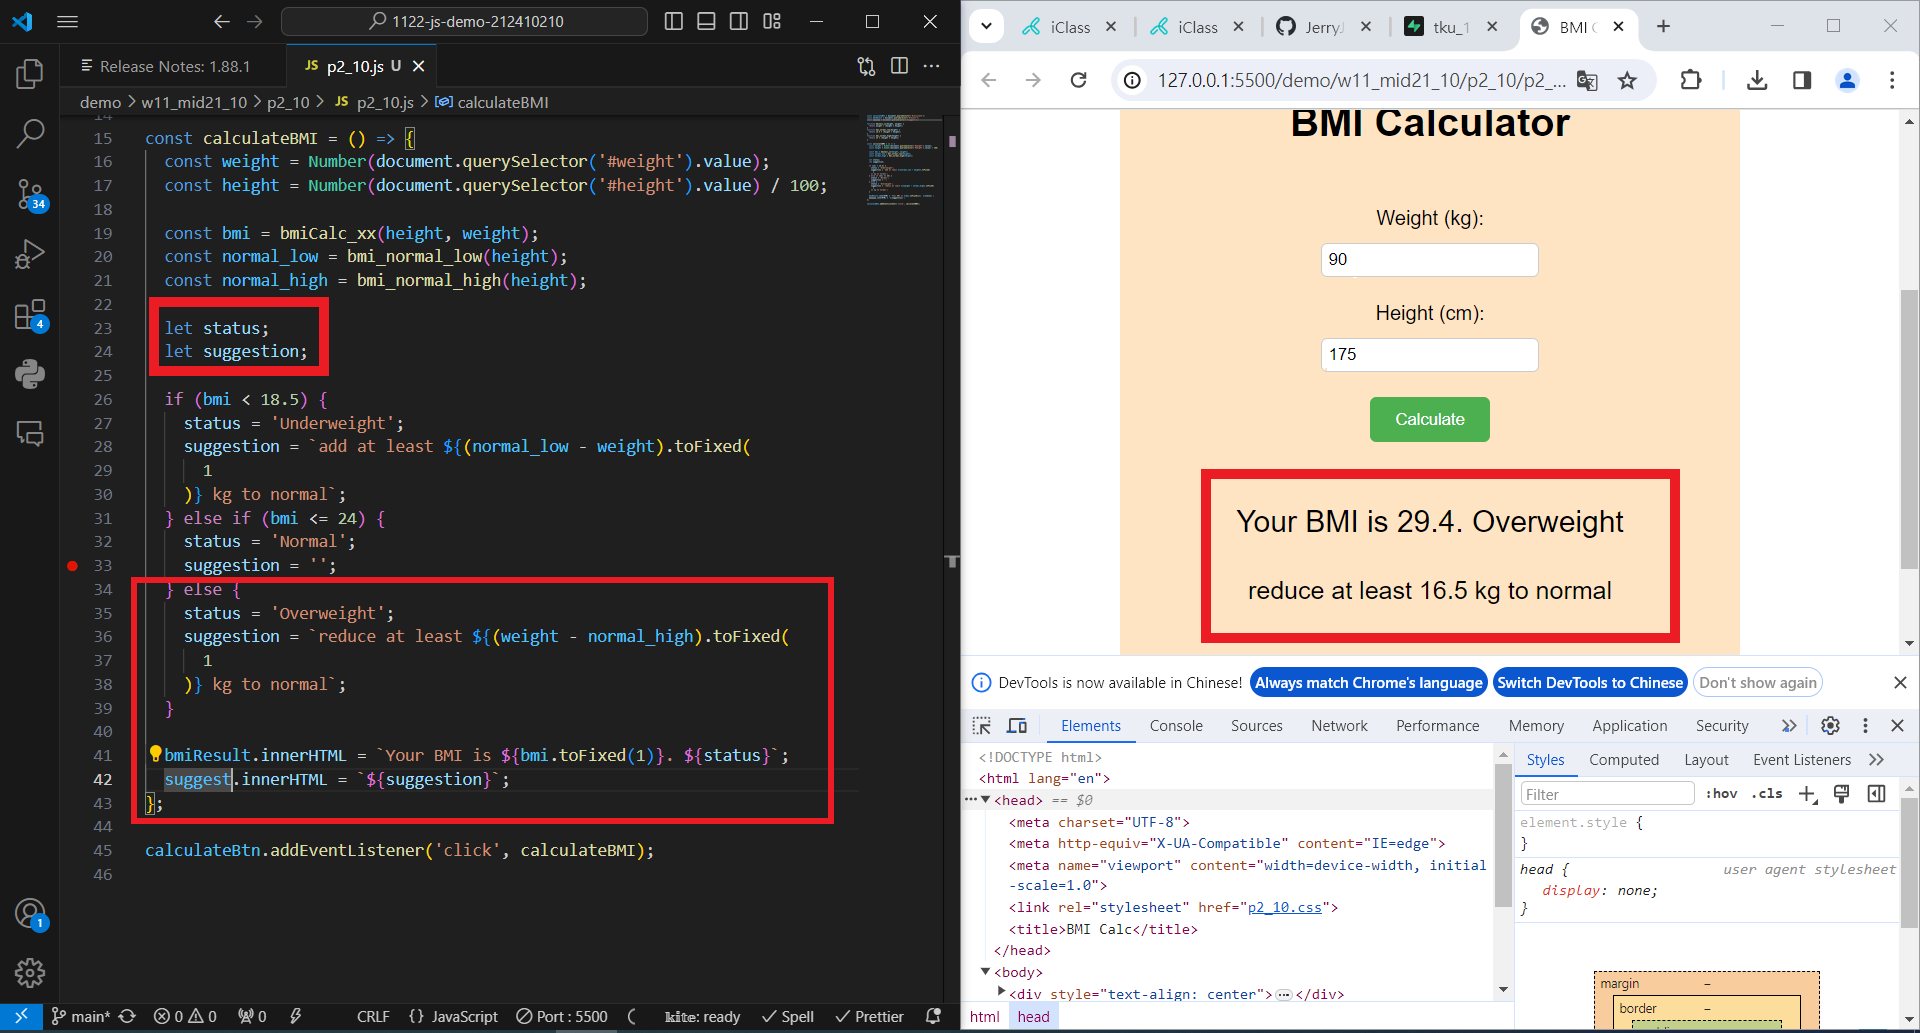 1122-js-demo-212410210
Release Notes: 1.88.1
JS p2_10.js U
demo > w11_mid21_10 > p2_10 > JS p2_10.js > calculateBMI
14
15 const calculateBMI = () => {
16 const weight = Number(document.querySelector('#weight').value);
17 const height = Number(document.querySelector('#height').value) / 100;
18
19 const bmi = bmiCalc_xx(height, weight);
20 const normal_low = bmi_normal_low(height);
21 const normal_high = bmi_normal_high(height);
22
23 let status;
24 let suggestion;
25
26 if (bmi < 18.5) {
27 status = 'Underweight';
28 suggestion = `add at least ${(normal_low - weight).toFixed(
29 1
30 )} kg to normal`;
31 } else if (bmi <= 24) {
32 status = 'Normal';
33 suggestion = '';
34 } else {
35 status = 'Overweight';
36 suggestion = `reduce at least ${(weight - normal_high).toFixed(
37 1
38 )} kg to normal`;
39 }
40
41 bmiResult.innerHTML = `Your BMI is ${bmi.toFixed(1)}. ${status}`;
42 suggest.innerHTML = `${suggestion}`;
43 };
44
45 calculateBtn.addEventListener('click', calculateBMI);
46
34
4
1
main* 0 0 0 CRLF {} JavaScript Port : 5500 kite: ready Spell Prettier
iClass
iClass
JerryJ
tku_1
BMI C
127.0.0.1:5500/demo/w11_mid21_10/p2_10/p2_...
BMI Calculator
Weight (kg):
90
Height (cm):
175
Calculate
Your BMI is 29.4. Overweight
reduce at least 16.5 kg to normal
DevTools is now available in Chinese! Always match Chrome's language Switch DevTools to Chinese Don't show again
Elements Console Sources Network Performance Memory Application Security
<!DOCTYPE html>
<html lang="en">
<head> == $0
<meta charset="UTF-8">
<meta http-equiv="X-UA-Compatible" content="IE=edge">
<meta name="viewport" content="width=device-width, initial
-scale=1.0">
<link rel="stylesheet" href="p2_10.css">
<title>BMI Calc</title>
</head>
<body>
<div style="text-align: center"> … </div>
html head
Styles Computed Layout Event Listeners
Filter :hov .cls
element.style {
}
head { user agent stylesheet
display: none;
}
margin –
border –